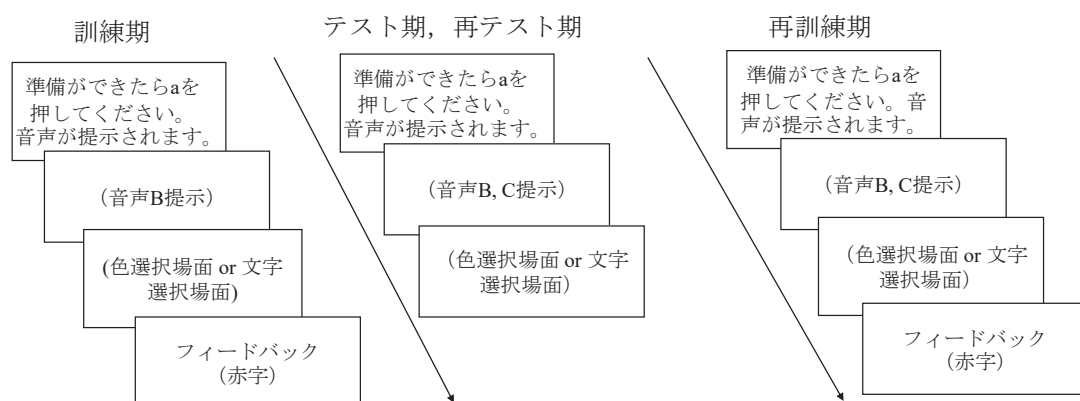 訓練期
準備ができたらaを
押してください。
音声が提示されます。
（音声B提示）
(色選択場面 or 文字
選択場面)
フィードバック
（赤字）
テスト期，再テスト期
準備ができたらaを
押してください。
音声が提示されます。
（音声B, C提示）
（色選択場面 or 文字
選択場面）
再訓練期
準備ができたらaを
押してください。音
声が提示されます。
（音声B, C提示）
（色選択場面 or 文字
選択場面）
フィードバック
（赤字）